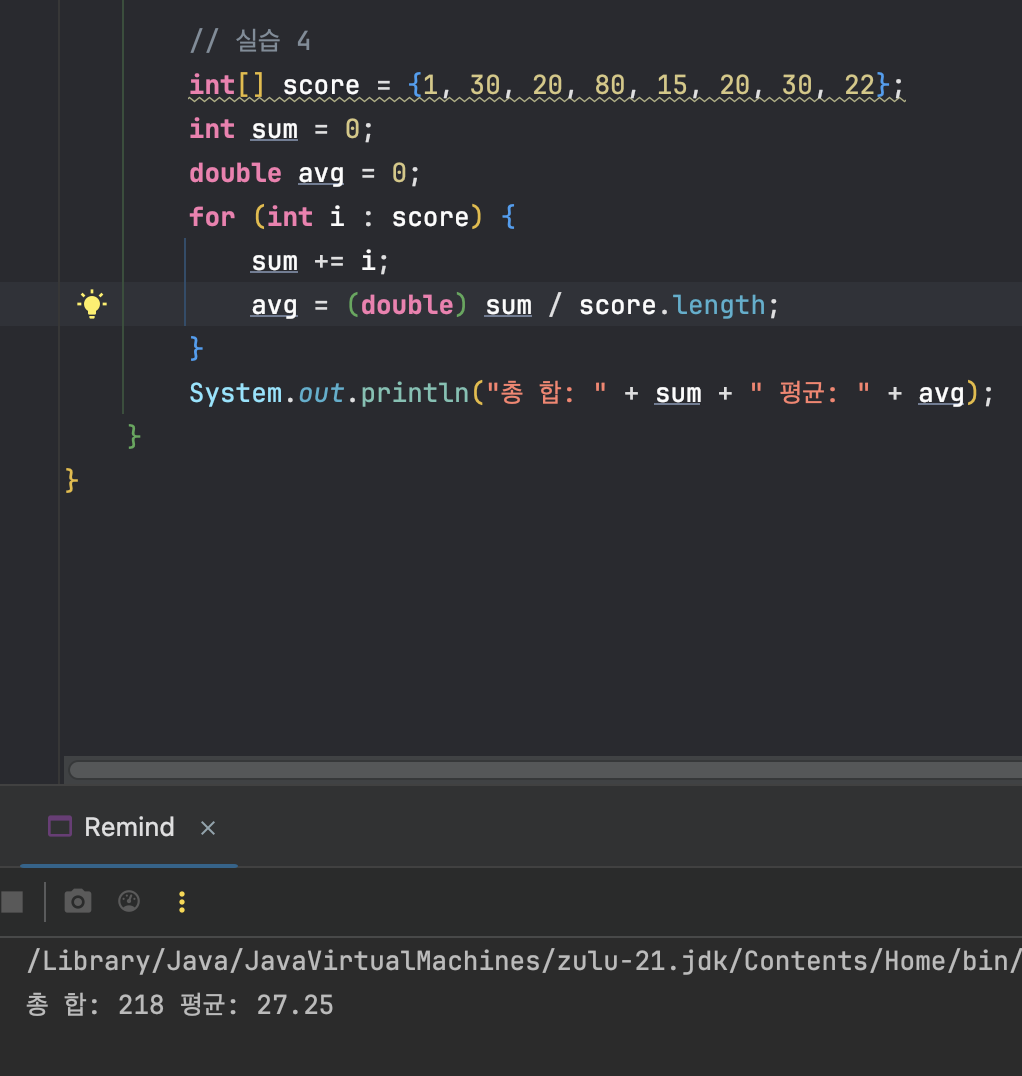 // 실습 4
int[] score = {1, 30, 20, 80, 15, 20, 30, 22};
int sum = 0;
double avg = 0;
for (int i : score) {
sum += i;
avg = (double) sum / score.length;
}
System.out.println("총 합: " + sum + " 평균: " + avg);
}
}
Remind
/Library/Java/JavaVirtualMachines/zulu-21.jdk/Contents/Home/bin/
총 합: 218 평균: 27.25